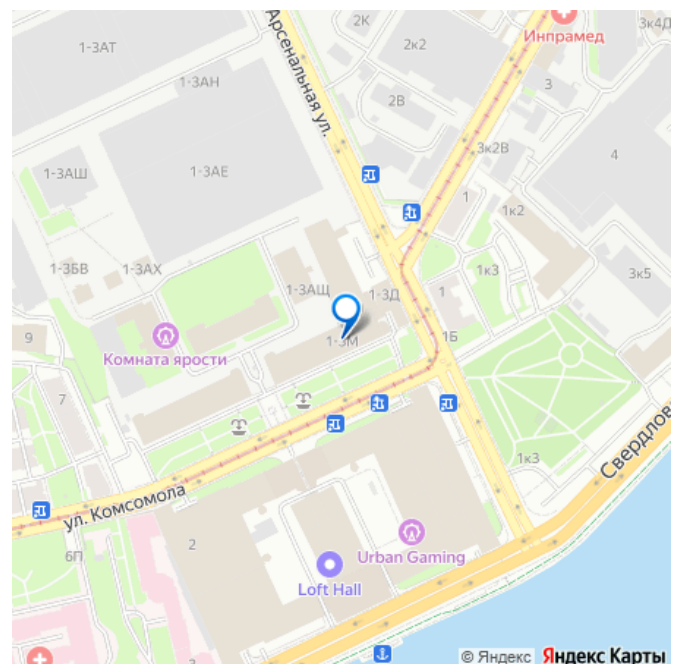 2К
3к4Д
Инпрамед
1-3АТ
2к2
Арсенальная ул.
1-3АН
2В
3
3к2В
4
1-3АЕ
1-3АШ
1
1к2
1-3БВ
1-3АХ
1к3
3к5
1-3АЩ
1-3Д
1
9
1-3М
1Б
Комната ярости
7
1к3
Свердлов
ул. Комсомола
2
6П
Urban Gaming
Loft Hall
3
© Яндекс Яндекс Карты